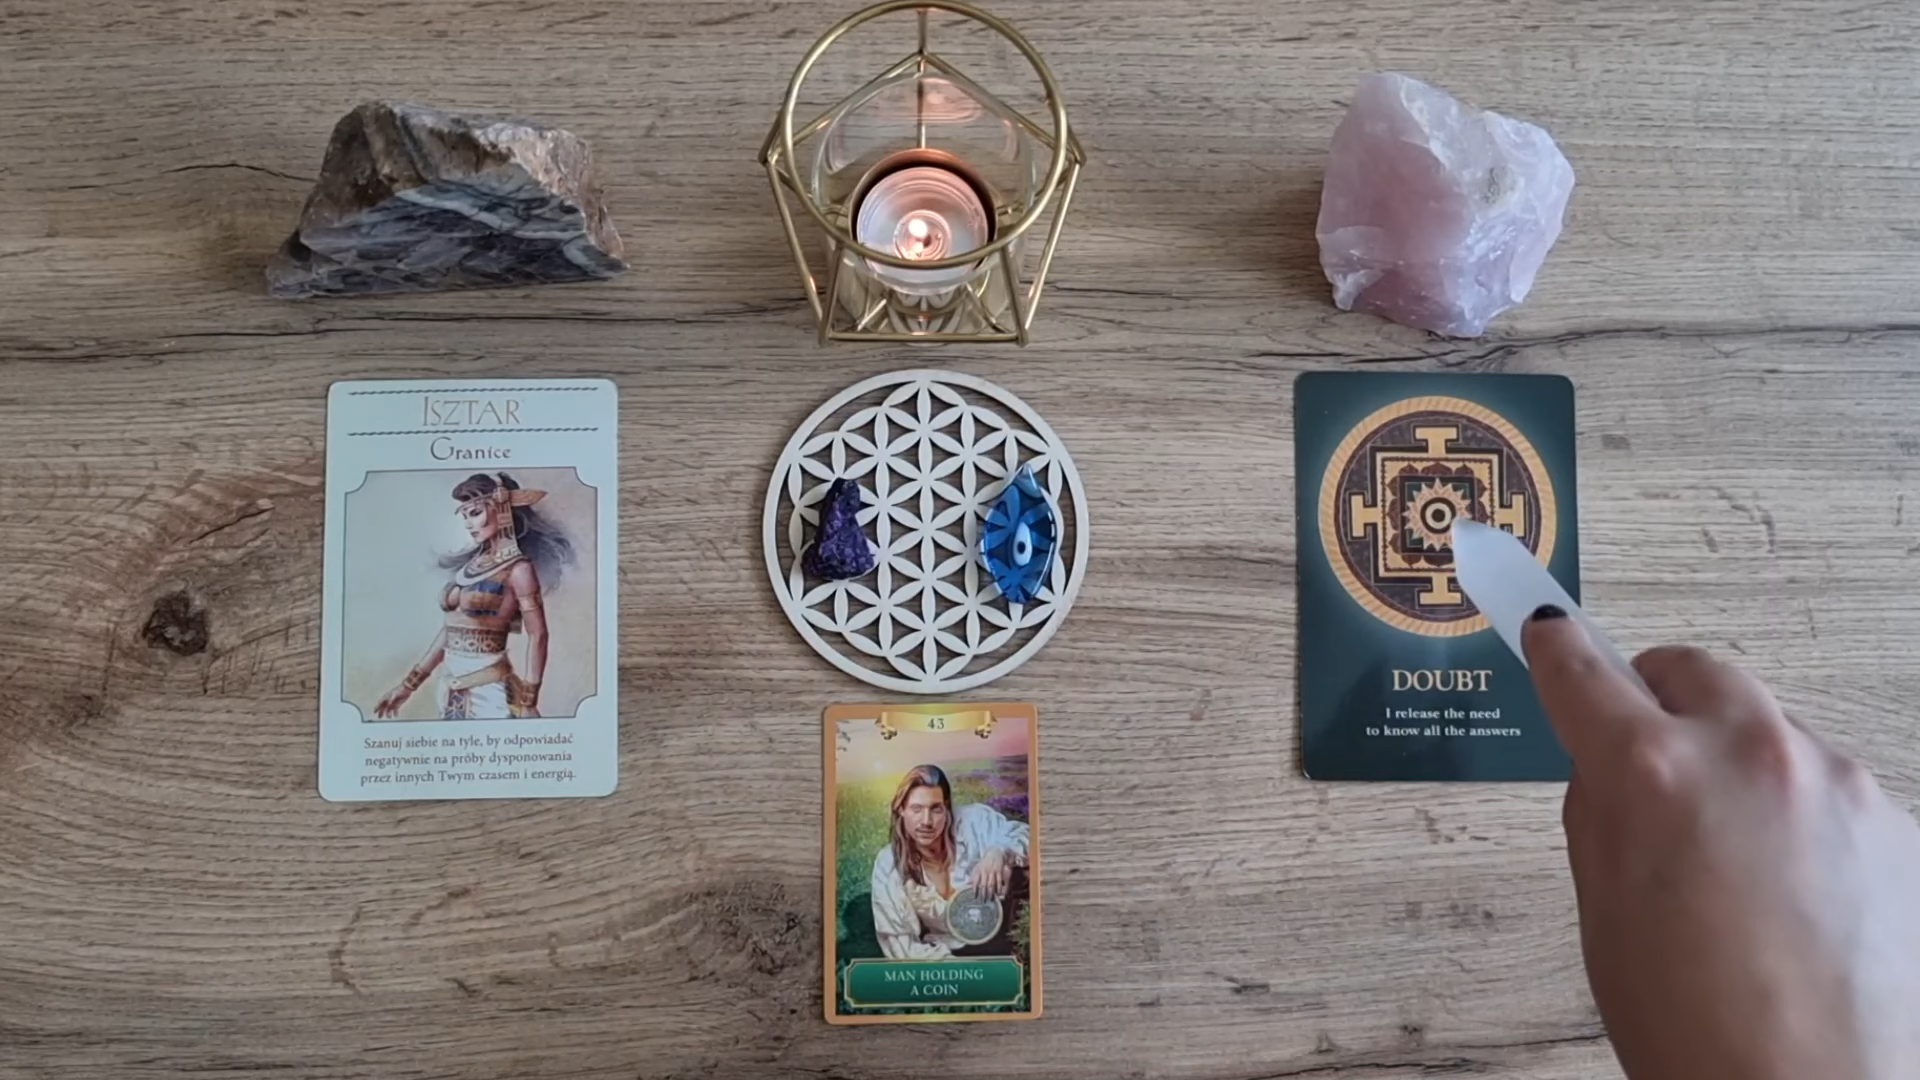 ISZTAR
Granice
Szanuj siebie na tyle, by odpowiadać
negatywnie na próby dysponowania
przez innych Twym czasem i energią.
43
MAN HOLDING
A COIN
DOUBT
I release the need
to know all the answers